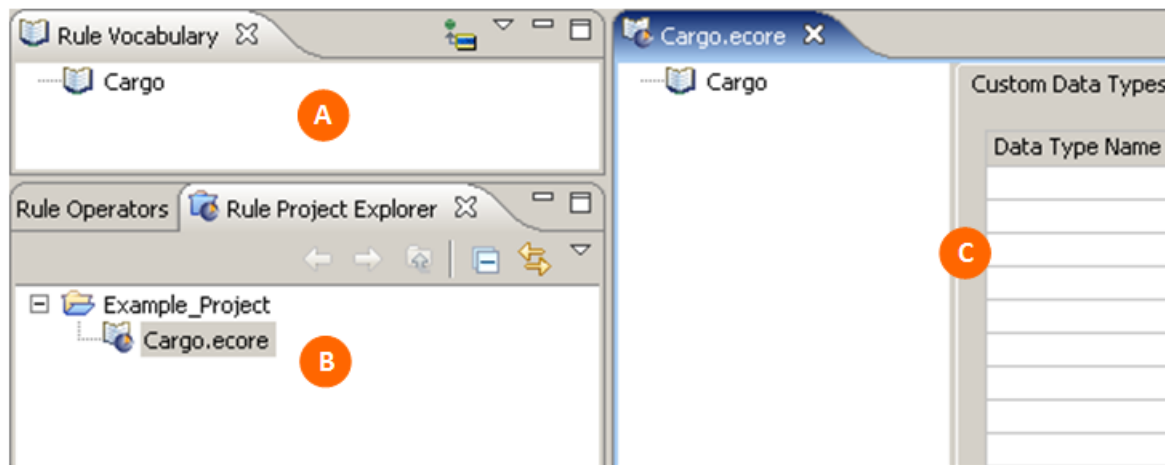 Rule Vocabulary
Cargo
A
Rule Operators
Rule Project Explorer
Example_Project
Cargo.ecore
B
Cargo.ecore
Cargo
Custom Data Types
Data Type Name
C